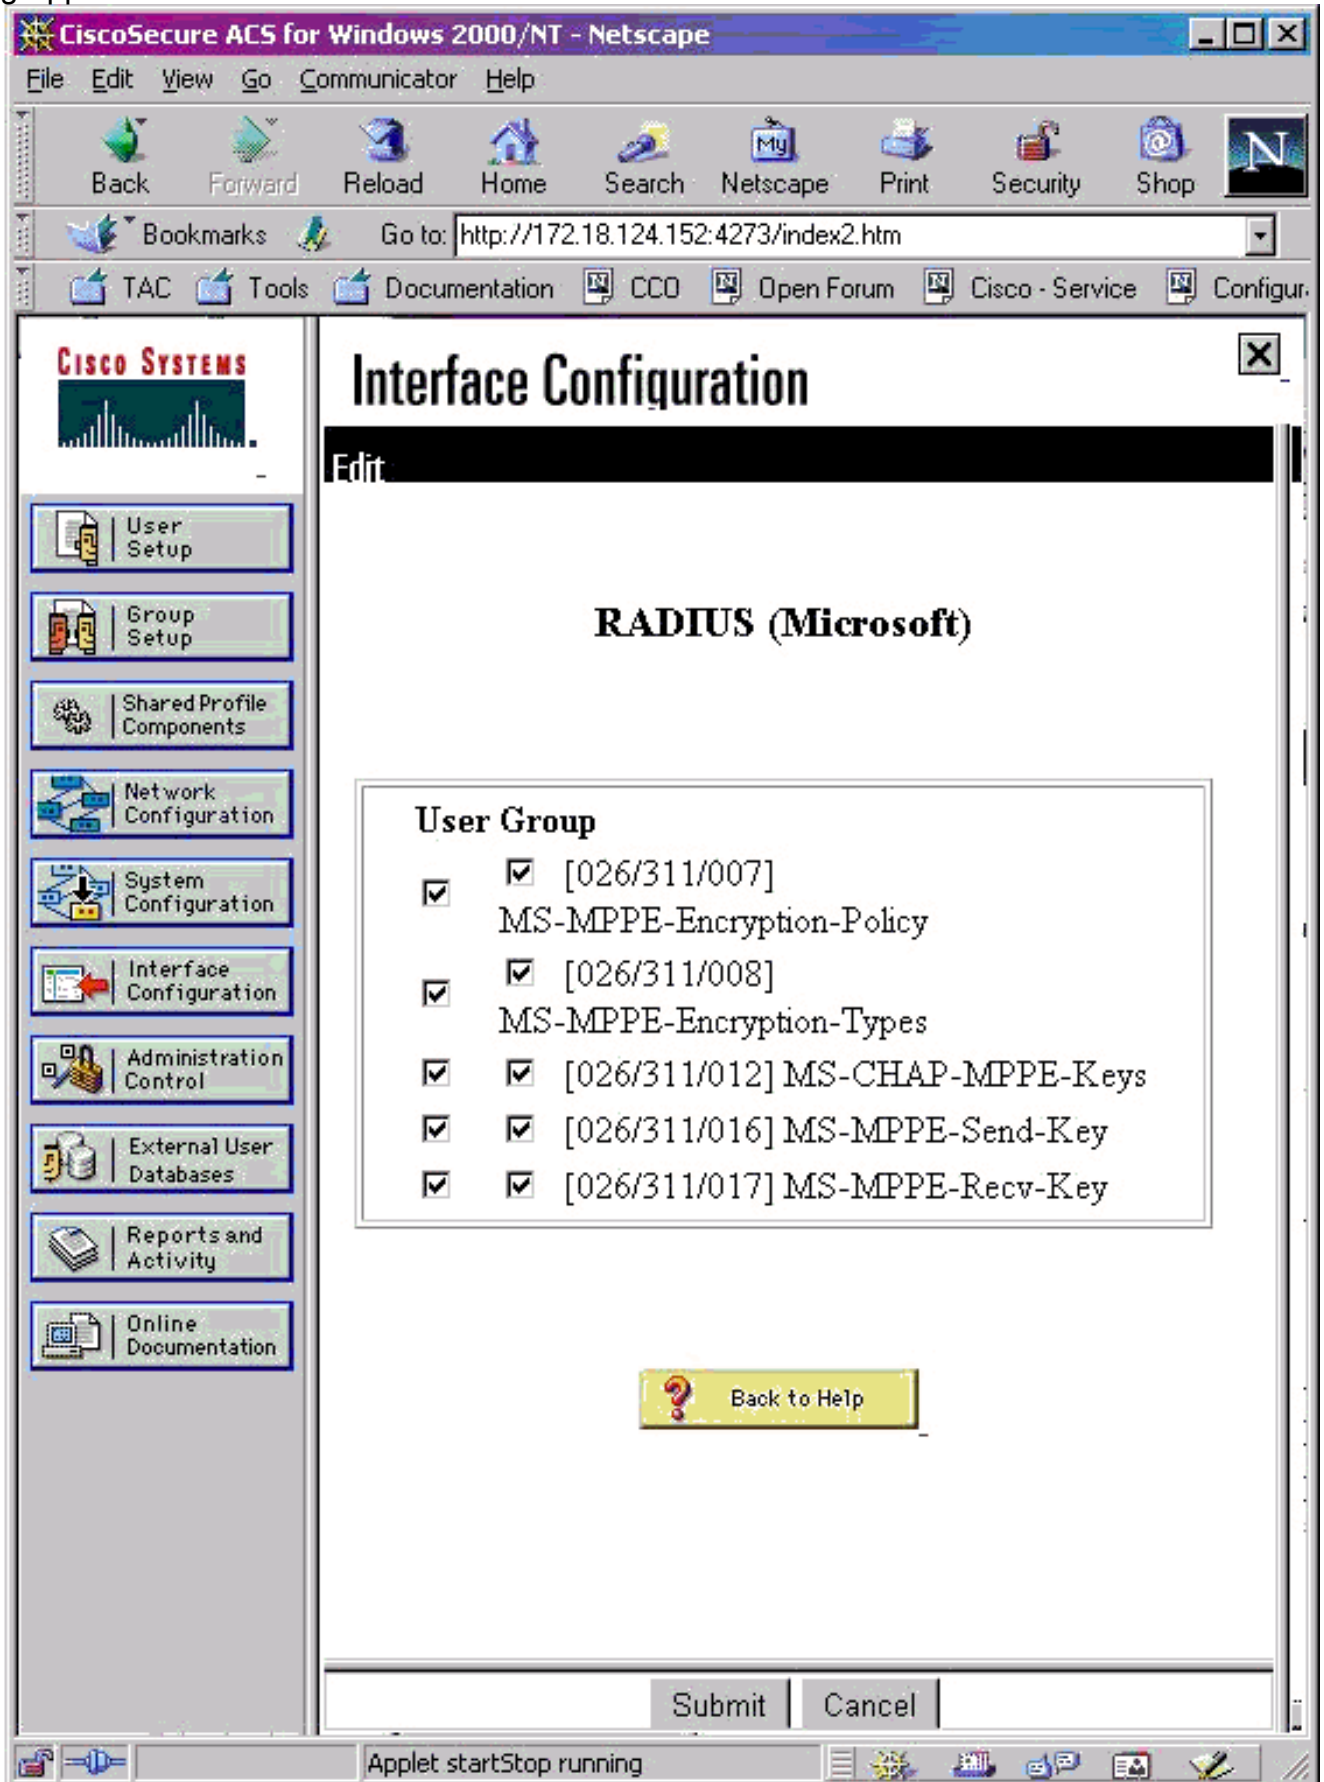 CiscoSecure ACS for Windows 2000/NT - Netscape
File Edit View Go Communicator Help
Back Forward Reload Home Search Netscape Print Security Shop
My
N
Bookmarks Go to: http://172.18.124.152:4273/index2.htm
TAC Tools Documentation CCO Open Forum Cisco - Service Configur
CISCO SYSTEMS
Interface Configuration
Edit
User
Setup
Group
Setup
Shared Profile
Components
Network
Configuration
System
Configuration
Interface
Configuration
Administration
Control
External User
Databases
Reports and
Activity
Online
Documentation
RADIUS (Microsoft)
User Group
[026/311/007]
MS-MPPE-Encryption-Policy
[026/311/008]
MS-MPPE-Encryption-Types
[026/311/012] MS-CHAP-MPPE-Keys
[026/311/016] MS-MPPE-Send-Key
[026/311/017] MS-MPPE-Recv-Key
? Back to Help
Submit Cancel
Applet startStop running